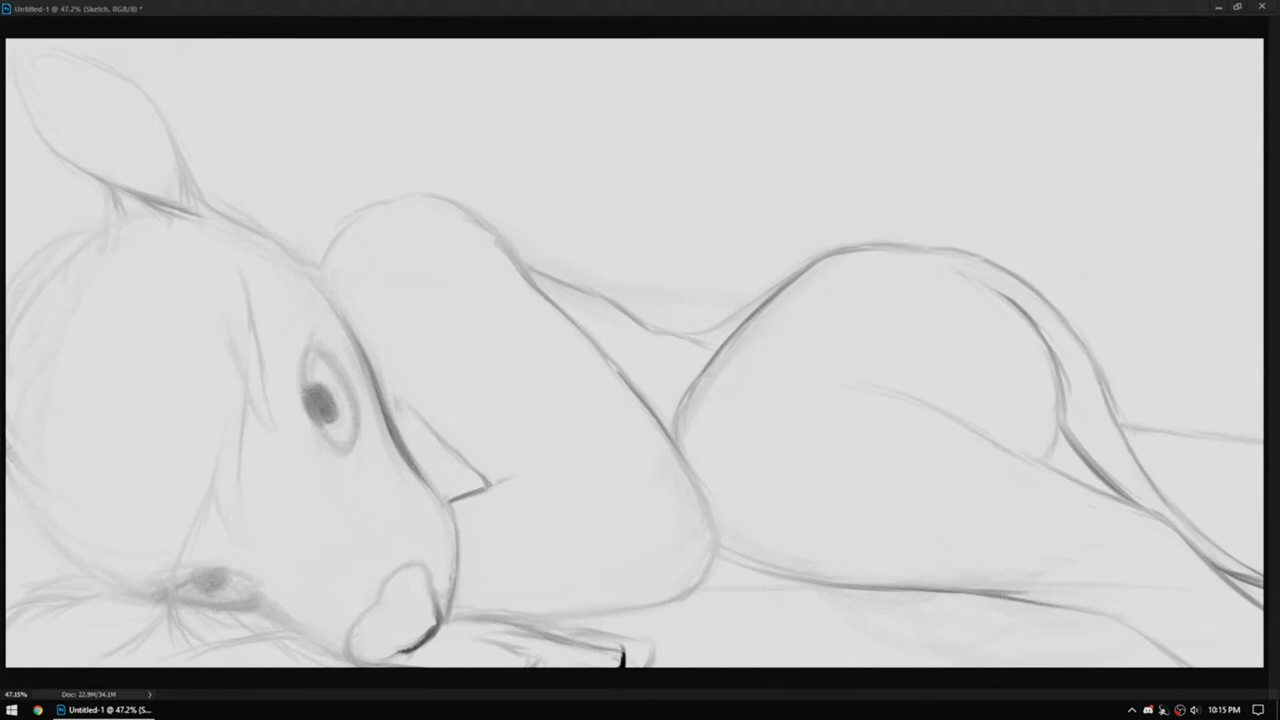 Untitled-1 @ 47.2% (Sketch, RGB/8) *
47.15%
Doc: 22.9M/34.1M
Untitled-1 @ 47.2% (S...
10:15 PM